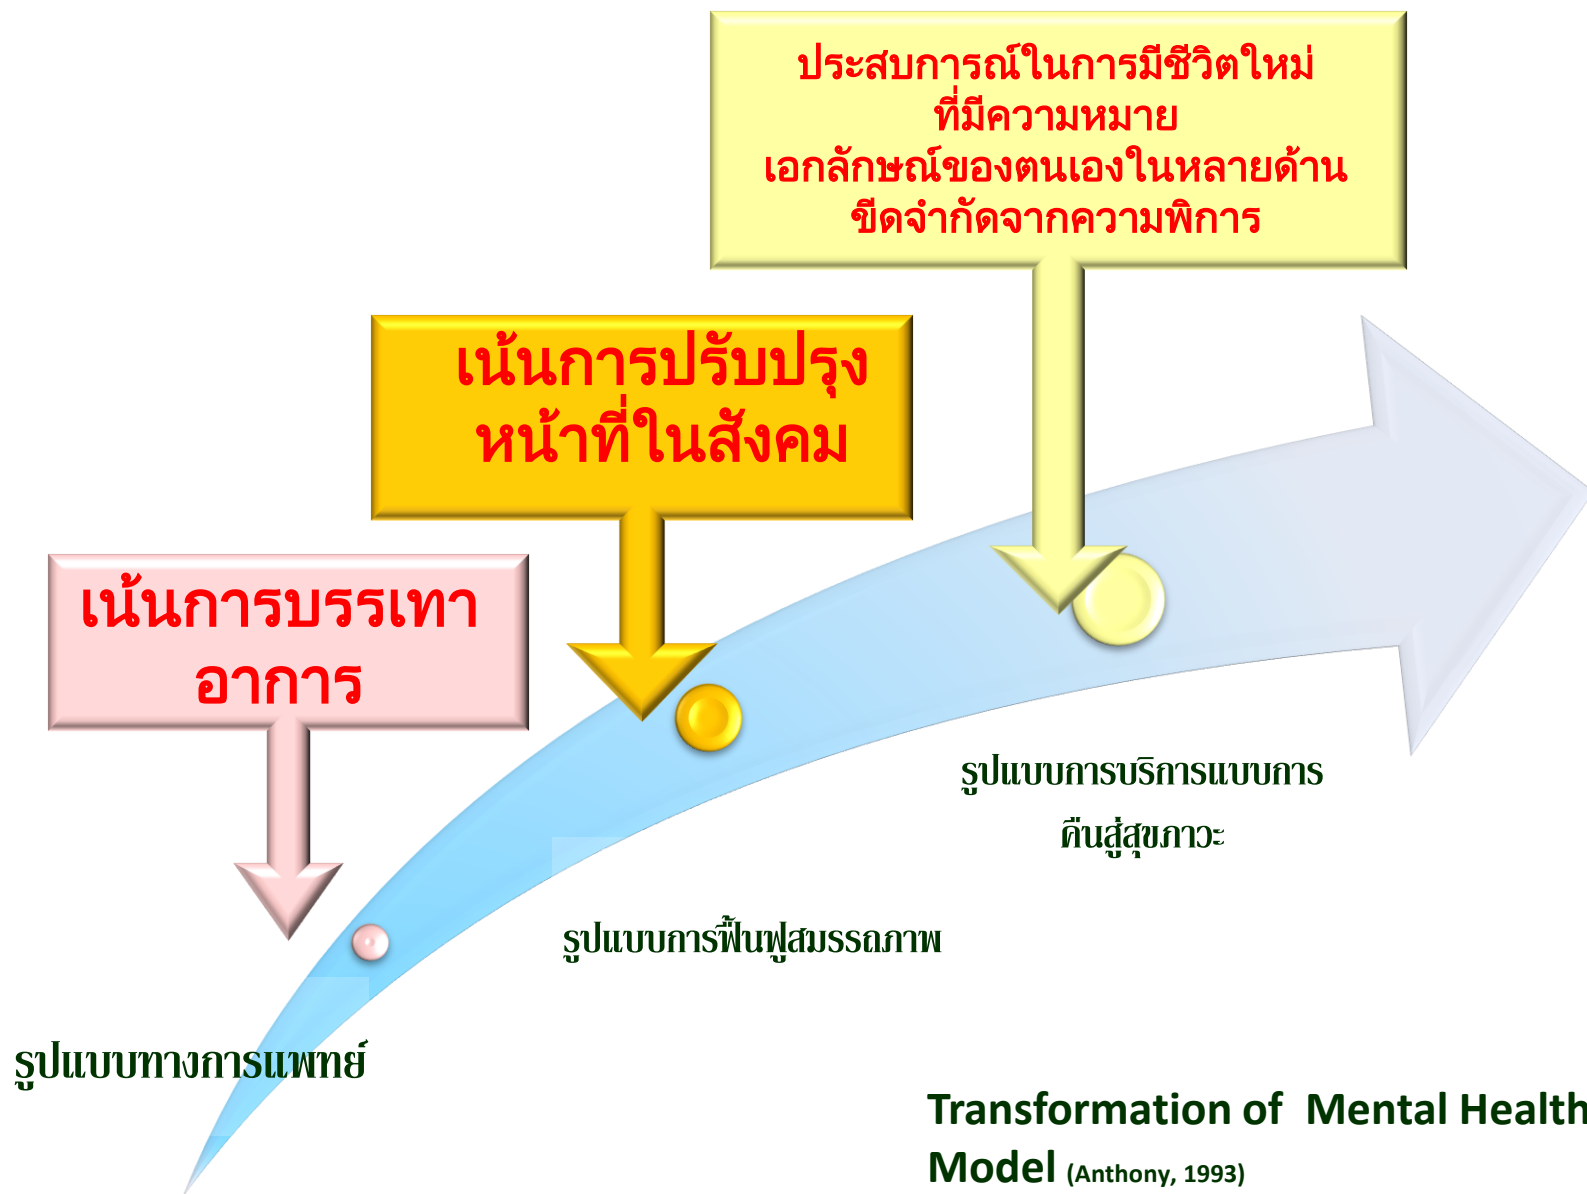 ประสบการณ์ในการมีชีวิตใหม่
ที่มีความหมาย
เอกลักษณ์ของตนเองในหลายด้าน
ขีดจำกัดจากความพิการ
เน้นการปรับปรุง
หน้าที่ในสังคม
เน้นการบรรเทา
อาการ
รูปแบบการบริการแบบการ
คืนสู่สุขภาวะ
รูปแบบการฟื้นฟูสมรรถภาพ
รูปแบบทางการแพทย์
Transformation of Mental Health
Model (Anthony, 1993)